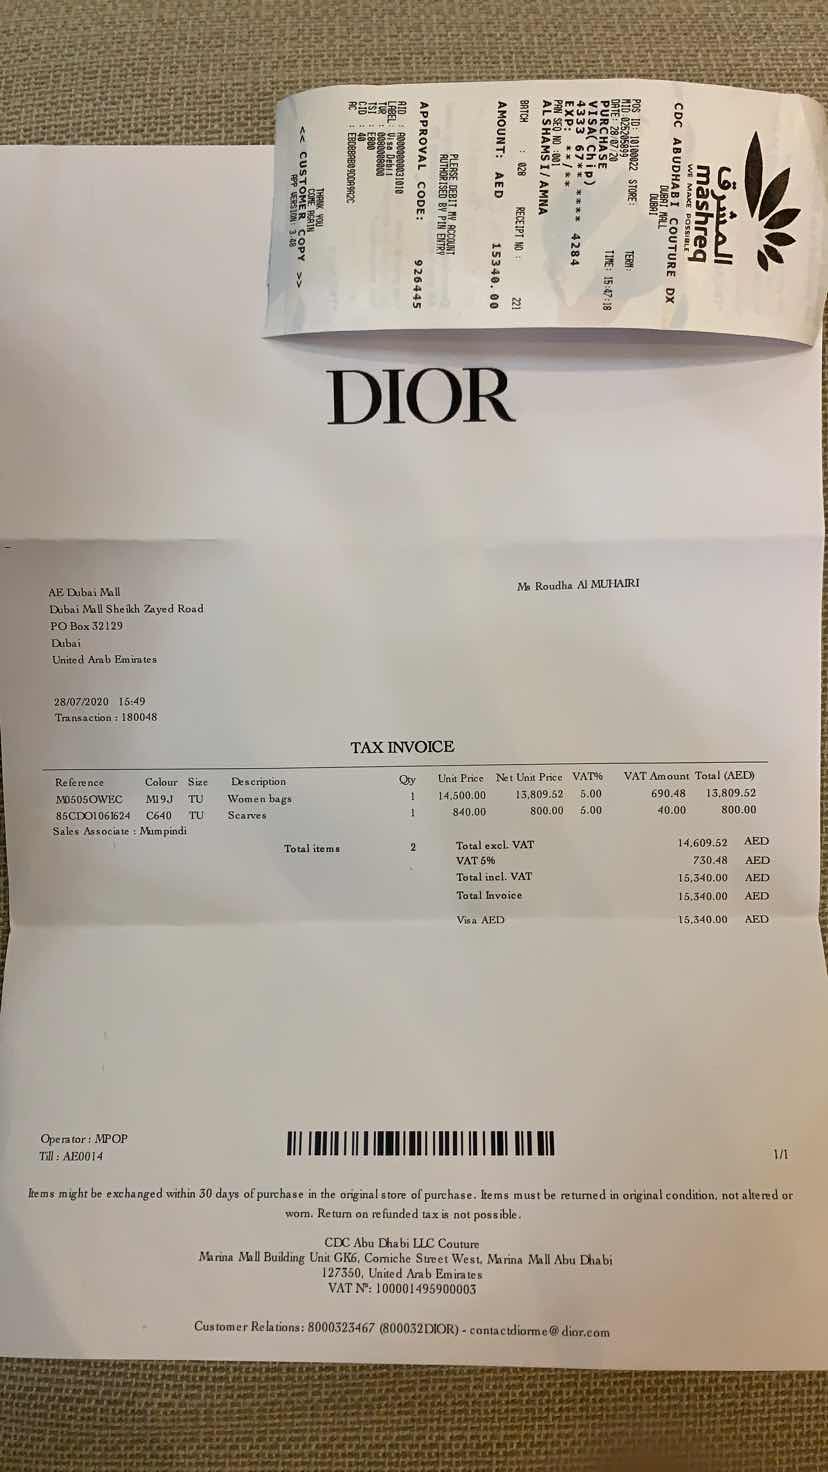 المشرق
mashreq
WE MAKE POSSIBLE
CDC ABUDHABI COUTURE DX
DUBAI MALL
DUBAI
POS ID: 10100022 STORE: TERM:
MID 025205899
DATE: 28/07/20 TIME: 15:47:18
PURCHASE
VISA(Chip)
4333 67** **** 4284
EXP: **/**
PAN SEQ NO :001
ALSHAMSI/AMNA
BATCH : 028 RECEIPT NO : 221
AMOUNT: AED 15340.00
PLEASE DEBIT MY ACCOUNT
AUTHORISED BY PIN ENTRY
APPROVAL CODE: 926445
AID : A0000000031010
LABEL: Visa Debit
TVR : 0080008000
TSI : E800
CID : 40
AC :
THANK YOU
COME AGAIN
<< CUSTOMER COPY >>
APP VERSION: 3.48
DIOR
AE Dubai Mall
Dubai Mall Sheikh Zayed Road
PO Box 32129
Dubai
United Arab Emirates
Ms Roudha Al MUHAIRI
28/07/2020 15:49
Transaction : 180048
TAX INVOICE
Reference Colour Size Description Qty Unit Price Net Unit Price VAT% VAT Amount Total (AED)
M0505OWEC M19J TU Women bags 1 14,500.00 13,809.52 5.00 690.48 13,809.52
85CDO1061624 C640 TU Scarves 1 840.00 800.00 5.00 40.00 800.00
Sales Associate : Mumpindi
Total items 2 Total excl. VAT 14,609.52 AED
VAT 5% 730.48 AED
Total incl. VAT 15,340.00 AED
Total Invoice 15,340.00 AED
Visa AED 15,340.00 AED
Operator : MPOP
Till : AE0014
1/1
Items might be exchanged within 30 days of purchase in the original store of purchase. Items must be returned in original condition, not altered or
worn. Return on refunded tax is not possible.
CDC Abu Dhabi LLC Couture
Marina Mall Building Unit GK6, Corniche Street West, Marina Mall Abu Dhabi
127350, United Arab Emirates
VAT Nº: 100001495900003
Customer Relations: 8000323467 (800032DIOR) - contactdiorme@dior.com